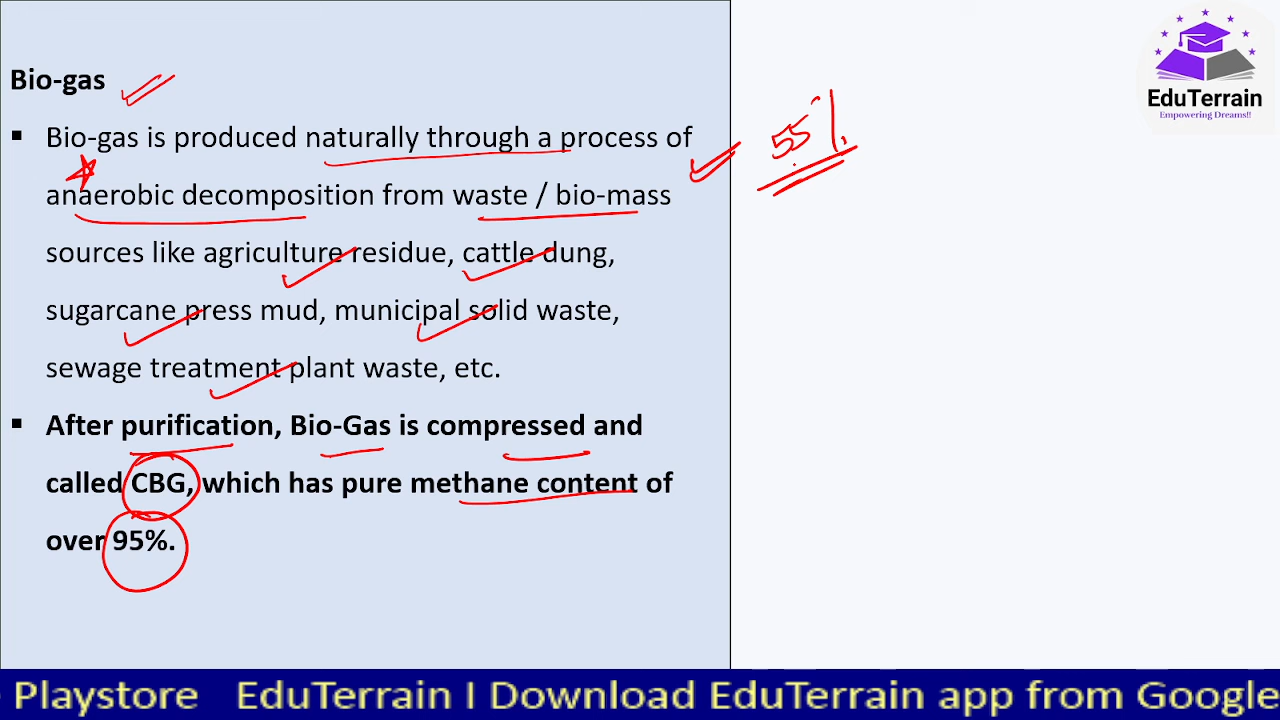 Bio-gas
▪ Bio-gas is produced naturally through a process of
anaerobic decomposition from waste / bio-mass
sources like agriculture residue, cattle dung,
sugarcane press mud, municipal solid waste,
sewage treatment plant waste, etc.
▪ After purification, Bio-Gas is compressed and
called CBG, which has pure methane content of
over 95%.
55%
EduTerrain
Empowering Dreams!!
Playstore EduTerrain I Download EduTerrain app from Google